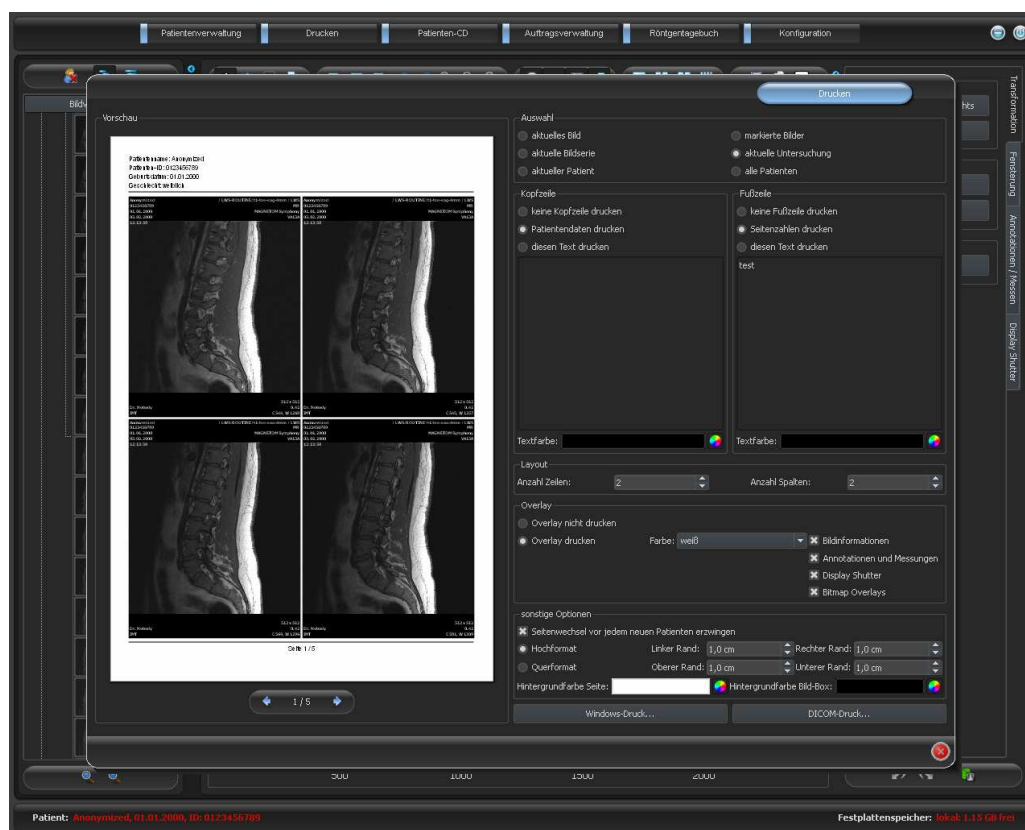 Patientenverwaltung Drucken Patienten-CD Auftragsverwaltung Röntgentagebuch Konfiguration
Drucken
Vorschau
Patientenname: Anonymized
Patienten-ID: 0123456789
Geburtsdatum: 01.01.2000
Geschlecht: weiblich
Seite 1/5
1/5
Auswahl
aktuelles Bild markierte Bilder
aktuelle Bildserie aktuelle Untersuchung
aktueller Patient alle Patienten
Kopfzeile Fußzeile
keine Kopfzeile drucken keine Fußzeile drucken
Patientendaten drucken Seitenzahlen drucken
diesen Text drucken diesen Text drucken
test
Textfarbe: Textfarbe:
Layout
Anzahl Zeilen: 2 Anzahl Spalten: 2
Overlay
Overlay nicht drucken
Overlay drucken Farbe: weiß Bildinformationen
Annotationen und Messungen
Display Shutter
Bitmap Overlays
sonstige Optionen
Seitenwechsel vor jedem neuen Patienten erzwingen
Hochformat Linker Rand: 1,0 cm Rechter Rand: 1,0 cm
Querformat Oberer Rand: 1,0 cm Unterer Rand: 1,0 cm
Hintergrundfarbe Seite: Hintergrundfarbe Bild-Box:
Windows-Druck... DICOM-Druck...
Transformation
Fensterung
Annotationen / Messen
Display Shutter
500 1000 1500 2000
Patient: Anonymized, 01.01.2000, ID: 0123456789 Festplattenspeicher: lokal: 1.15 GB frei